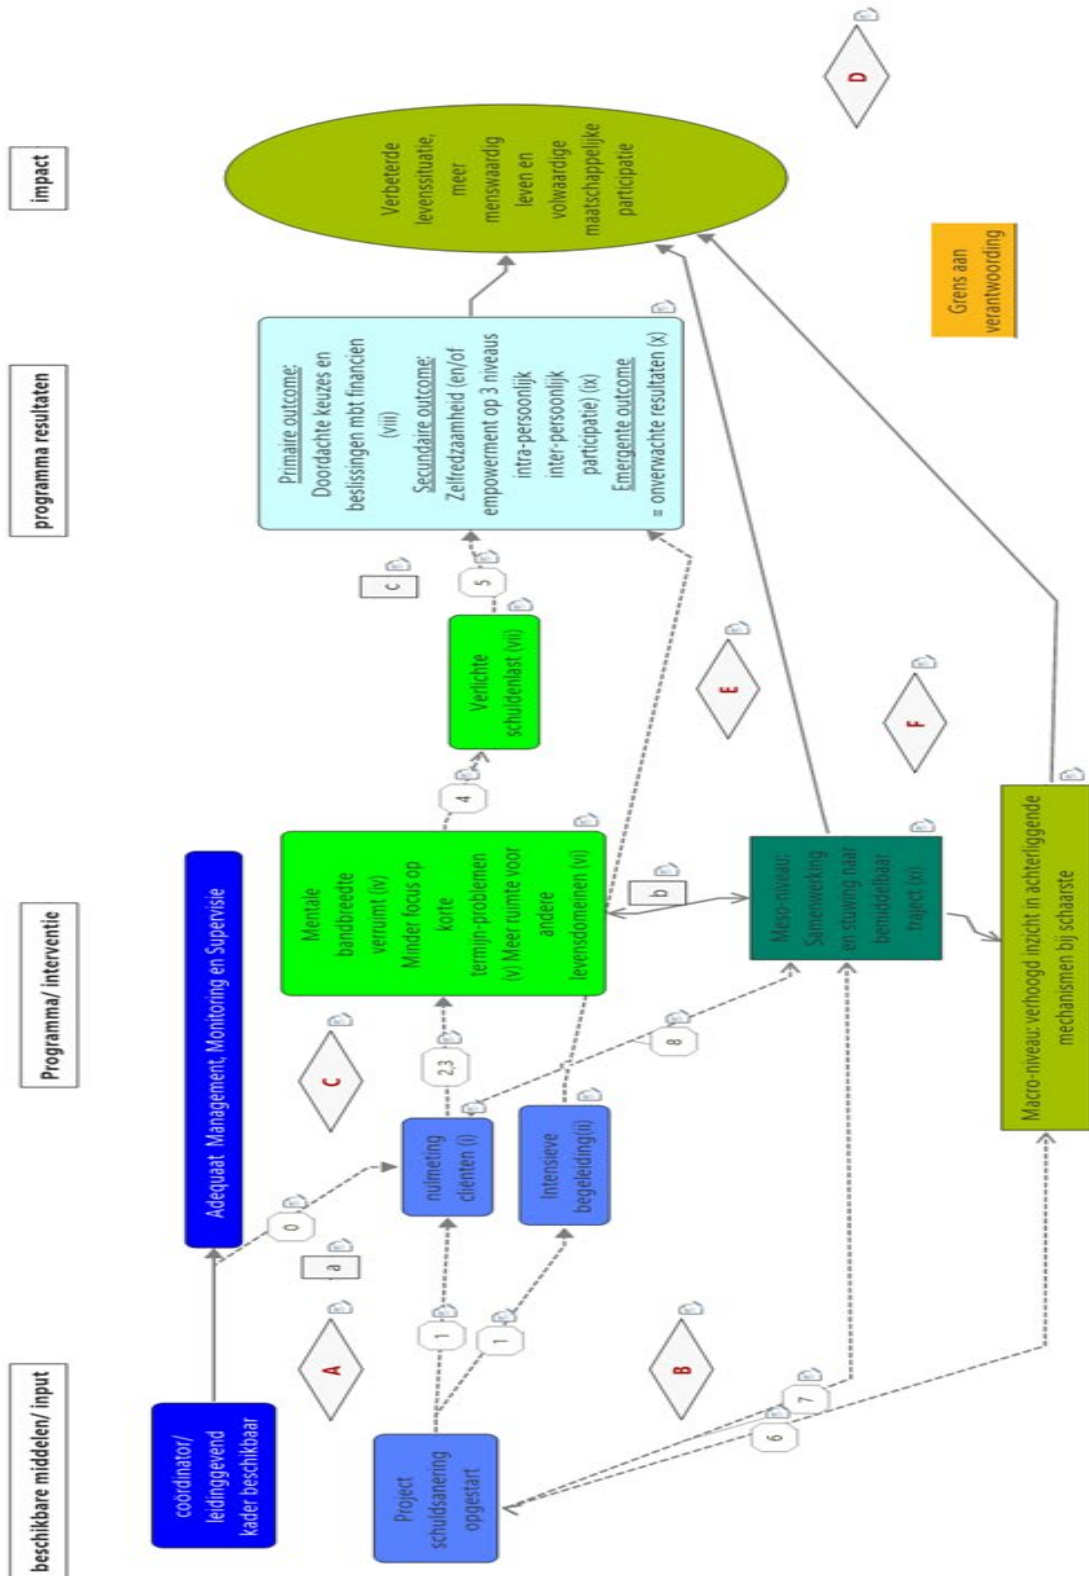 beschikbare middelen/ input
Programma/ interventie
programma resultaten
impact
coördinator/
leidinggevend
kader beschikbaar
Adequaat Management, Monitoring en Supervisie
0
a
A
Project
schuldsanering
opgestart
1
1
nulmeting
cliënten (i)
Intensieve
begeleiding(ii)
C
2,3
Mentale
bandbreedte
verruimt (iv)
Minder focus op
korte
termijn-problemen
(v) Meer ruimte voor
andere
levensdomeinen (vi)
4
Verlichte
schuldenlast (vii)
c
5
Primaire outcome:
Doordachte keuzes en
beslissingen mbt financien
(viii)
Secundaire outcome:
Zelfredzaamheid (en/of
empowerment op 3 niveaus
intra-persoonlijk
inter-persoonlijk
participatie) (ix)
Emergente outcome
= onverwachte resultaten (x)
Verbeterde
levenssituatie,
meer
menswaardig
leven en
volwaardige
maatschappelijke
participatie
B
6
7
8
b
E
Meso-niveau:
Samenwerking
en stuwing naar
bemiddelbaar
traject (xi)
F
Macro-niveau: verhoogd inzicht in achterliggende
mechanismen bij schaarste
D
Grens aan
verantwoording